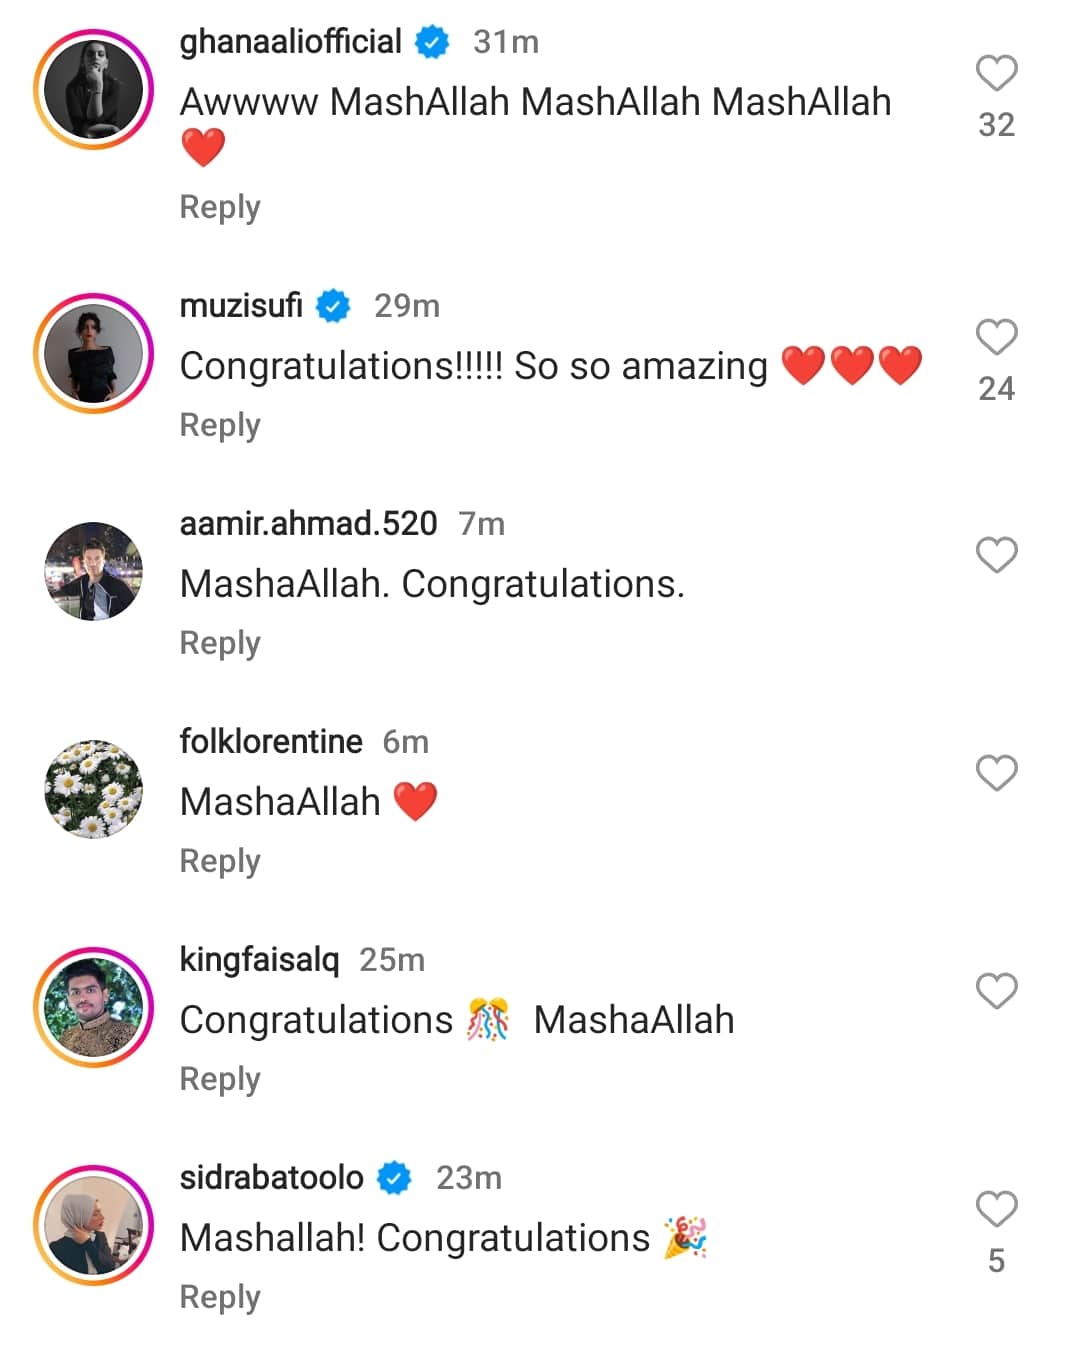 ghanaaliofficial 31m
Awwww MashAllah MashAllah MashAllah
❤️
32
Reply
muzisufi 29m
Congratulations!!!!! So so amazing ❤️❤️❤️
24
Reply
aamir.ahmad.520 7m
MashaAllah. Congratulations.
Reply
folklorentine 6m
MashaAllah ❤️
Reply
kingfaisalq 25m
Congratulations 🎊 MashaAllah
Reply
sidrabatoolo 23m
Mashallah! Congratulations 🎉
5
Reply